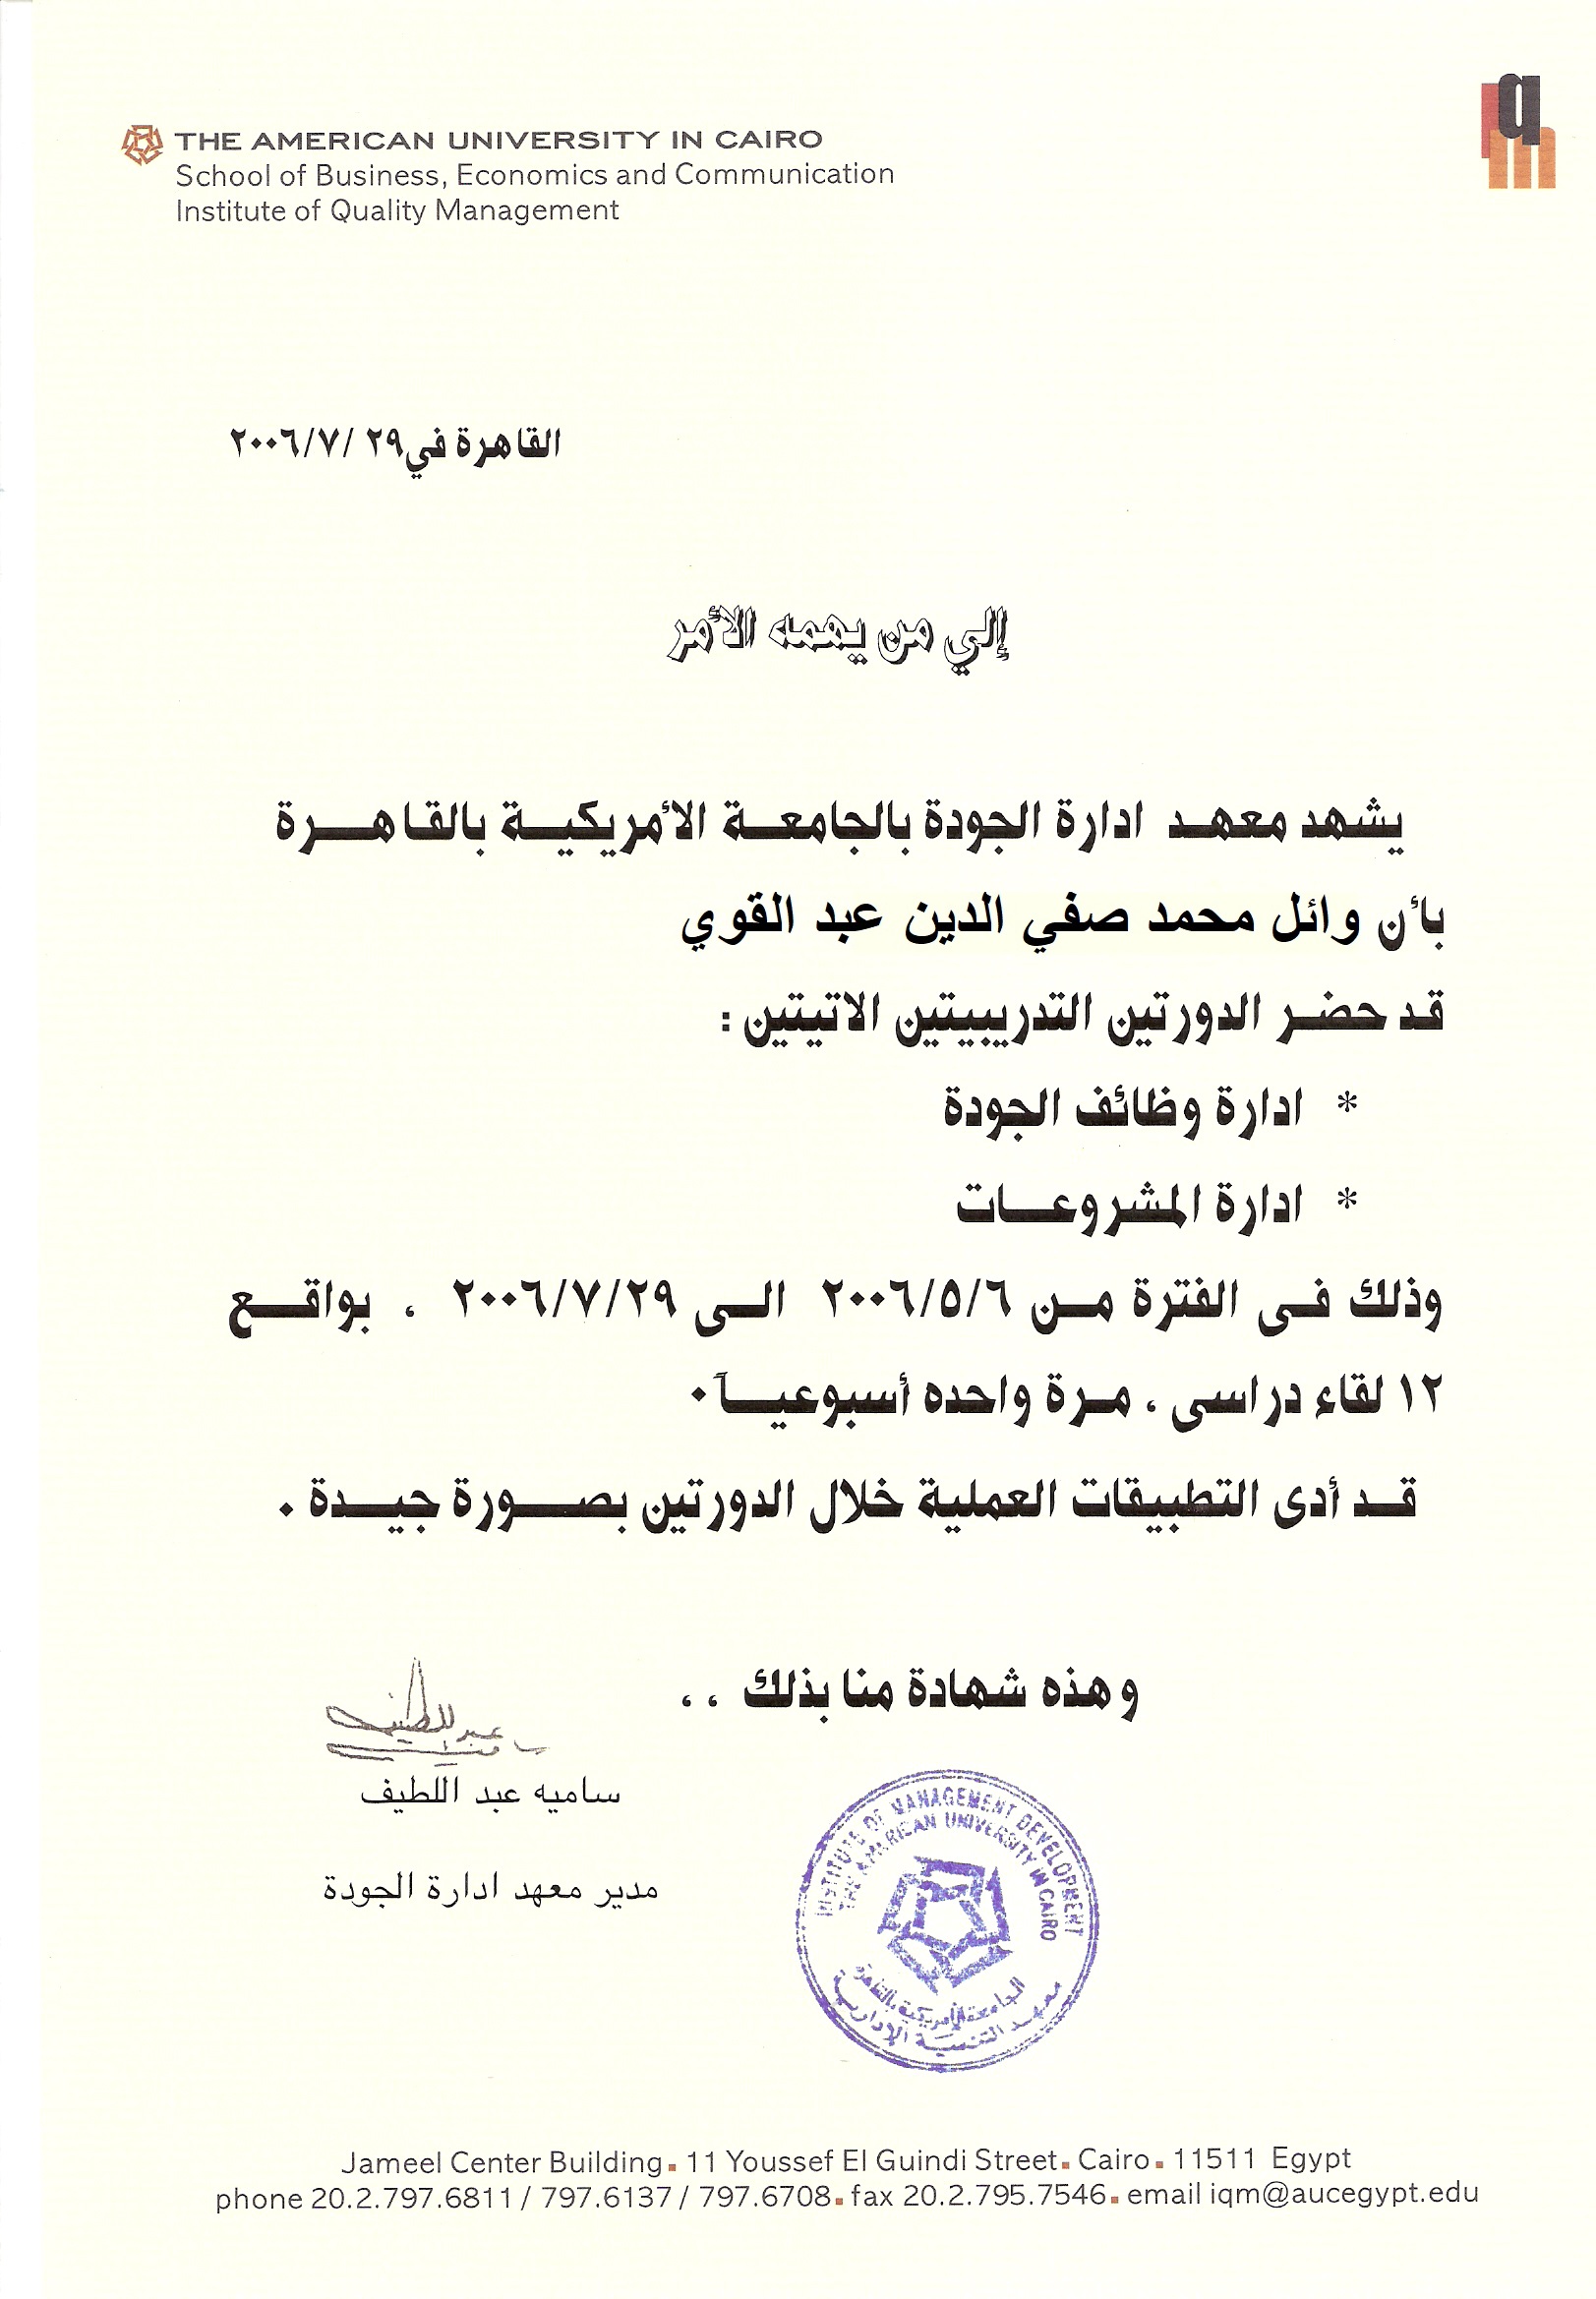 THE AMERICAN UNIVERSITY IN CAIRO
School of Business, Economics and Communication
Institute of Quality Management
qm
القاهرة في٢٩ /٢٠٠٦/٧
إلي من يهمه الأمر
يشهد معهد ادارة الجودة بالجامعة الأمريكية بالقاهرة
بأن وائل محمد صفي الدين عبد القوي
قد حضر الدورتين التدريبيتين الاتيتين :
* ادارة وظائف الجودة
* ادارة المشروعات
وذلك فى الفترة من ٢٠٠٦/٥/٦ الى ٢٠٠٦/٧/٢٩ ، بواقع
١٢ لقاء دراسى ، مرة واحده أسبوعياً٠
قد أدى التطبيقات العملية خلال الدورتين بصورة جيدة ٠
وهذه شهادة منا بذلك ، ،
عبد اللطيف
ساميه عبد اللطيف
مدير معهد ادارة الجودة
INSTITUTE OF MANAGEMENT DEVELOPMENT
THE AMERICAN UNIVERSITY IN CAIRO
الجامعة الأمريكية بالقاهرة
معهد التنمية الإدارية
Jameel Center Building ▪ 11 Youssef El Guindi Street ▪ Cairo ▪ 11511 Egypt
phone 20.2.797.6811 / 797.6137 / 797.6708 ▪ fax 20.2.795.7546 ▪ email iqm@aucegypt.edu